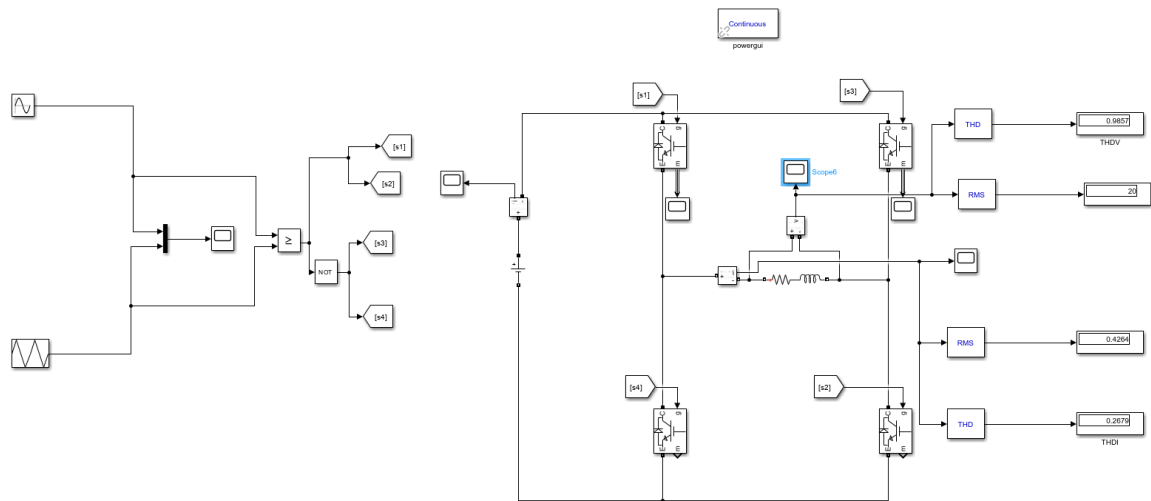 Continuous
powergui
[s1]
[s3]
THD
0.9857
THDV
[s1]
[s2]
Scope6
RMS
20
≥
[s3]
NOT
[s4]
RMS
0.4264
[s4]
[s2]
THD
0.2679
THDI